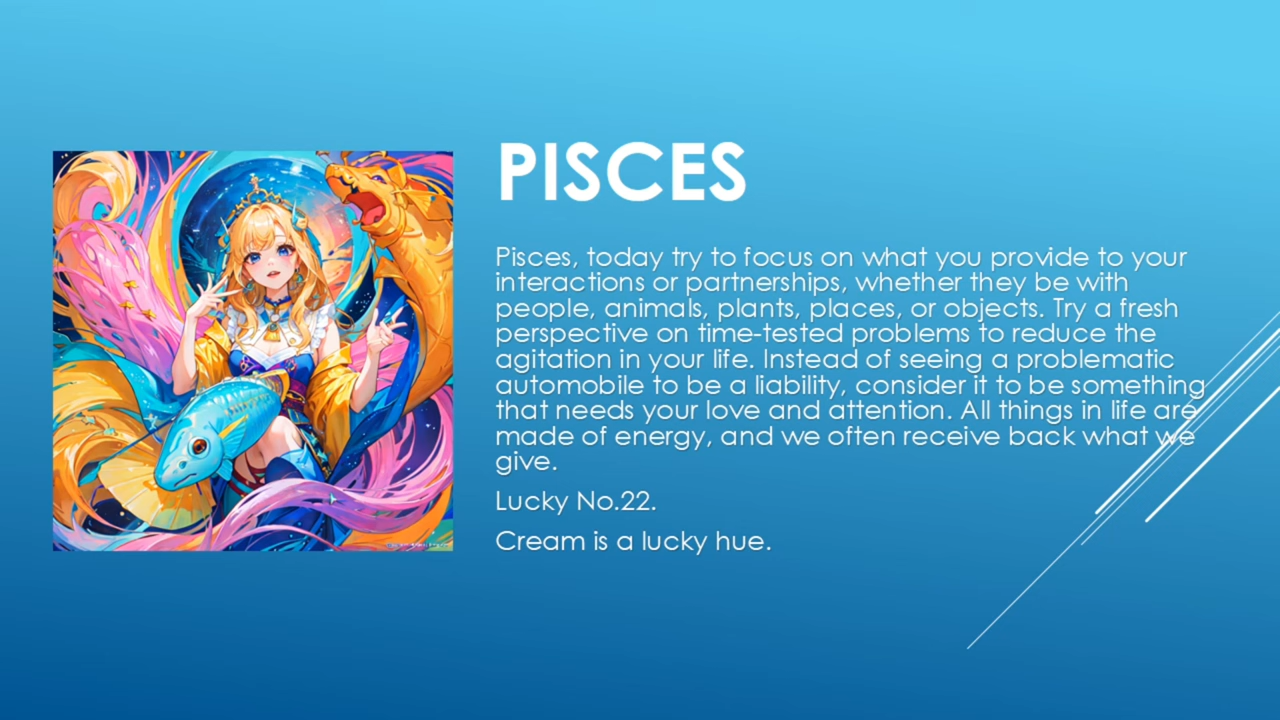 PISCES
Pisces, today try to focus on what you provide to your
interactions or partnerships, whether they be with
people, animals, plants, places, or objects. Try a fresh
perspective on time-tested problems to reduce the
agitation in your life. Instead of seeing a problematic
automobile to be a liability, consider it to be something
that needs your love and attention. All things in life are
made of energy, and we often receive back what we
give.
Lucky No.22.
Cream is a lucky hue.